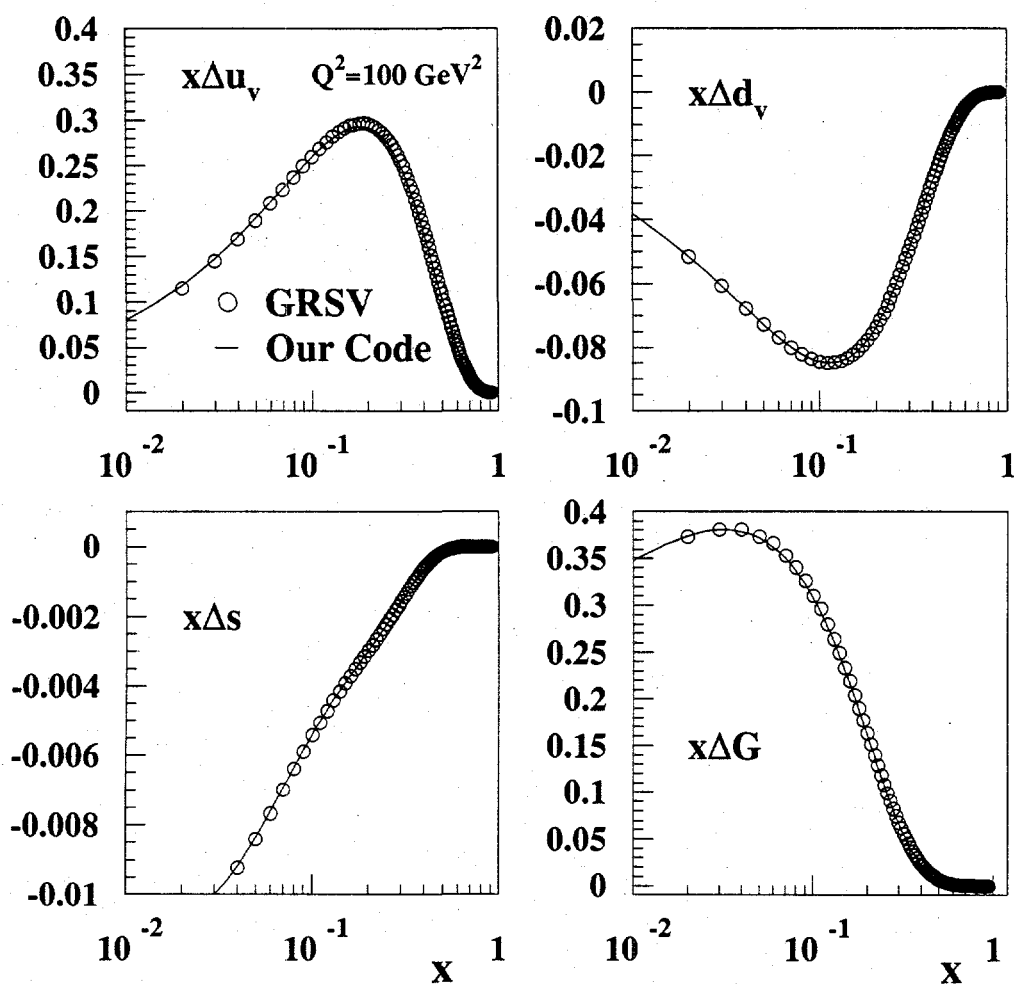 0.4
0.35
0.3
0.25
0.2
0.15
0.1
0.05
0
xΔu_v
Q²=100 GeV²
GRSV
Our Code
10⁻² 10⁻¹ 1
0.02
0
-0.02
-0.04
-0.06
-0.08
-0.1
xΔd_v
10⁻² 10⁻¹ 1
0
-0.002
-0.004
-0.006
-0.008
-0.01
xΔs
10⁻² 10⁻¹ 1
x
0.4
0.35
0.3
0.25
0.2
0.15
0.1
0.05
0
xΔG
10⁻² 10⁻¹ 1
x